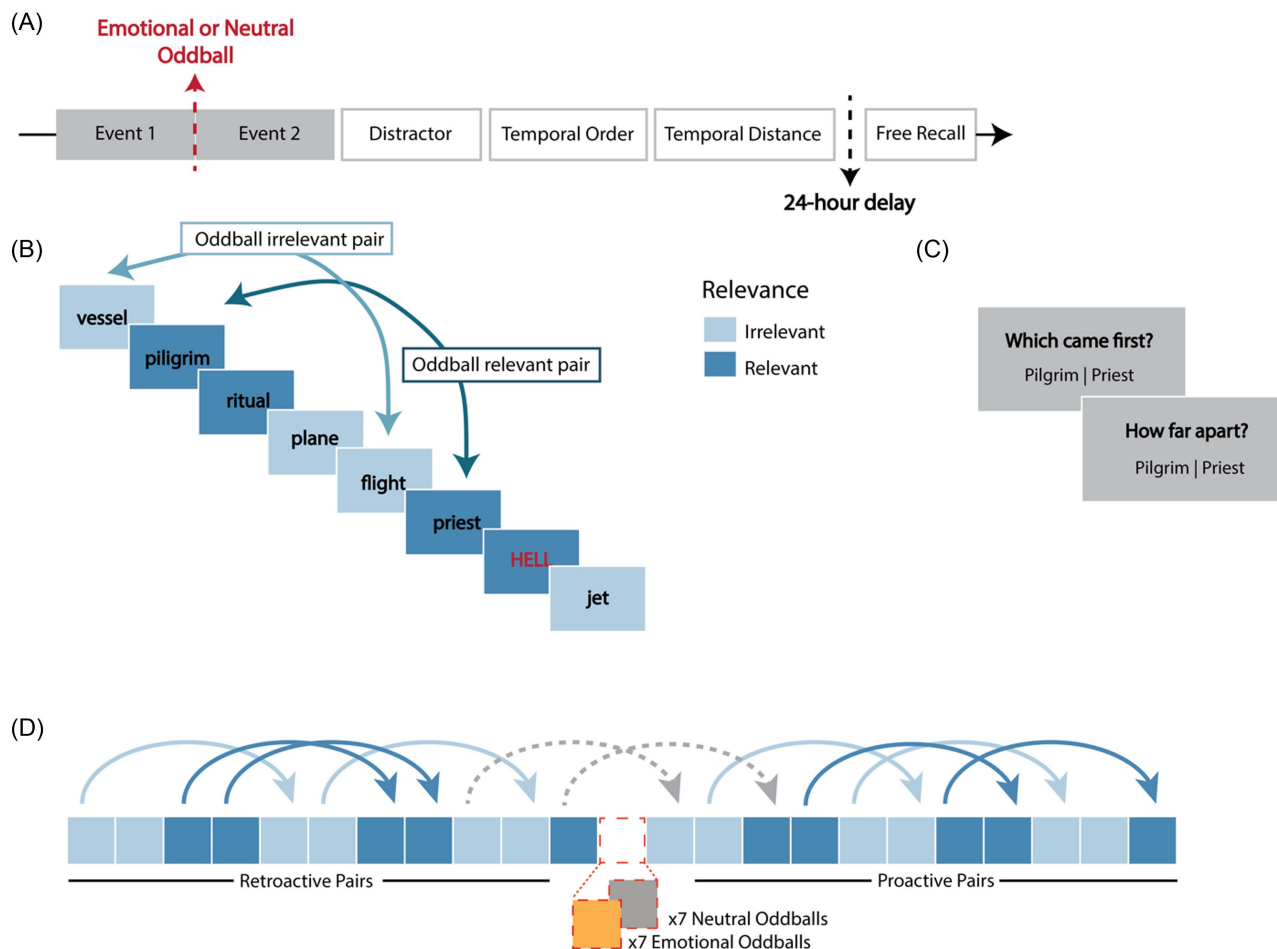 (A)
Emotional or Neutral
Oddball
Event 1
Event 2
Distractor
Temporal Order
Temporal Distance
Free Recall
24-hour delay
(B)
Oddball irrelevant pair
Oddball relevant pair
vessel
piligrim
ritual
plane
flight
priest
HELL
jet
Relevance
Irrelevant
Relevant
(C)
Which came first?
Pilgrim | Priest
How far apart?
Pilgrim | Priest
(D)
Retroactive Pairs
Proactive Pairs
x7 Neutral Oddballs
x7 Emotional Oddballs